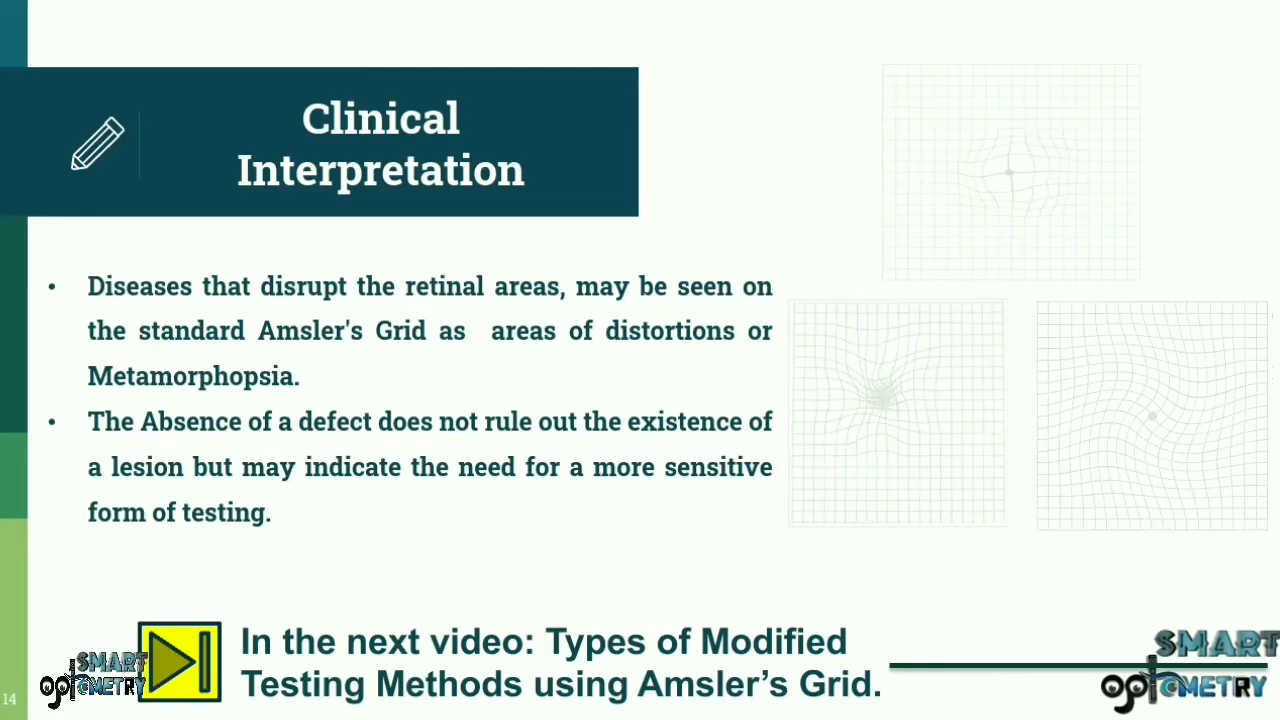 Clinical
Interpretation
• Diseases that disrupt the retinal areas, may be seen on
the standard Amsler's Grid as areas of distortions or
Metamorphopsia.
• The Absence of a defect does not rule out the existence of
a lesion but may indicate the need for a more sensitive
form of testing.
In the next video: Types of Modified
Testing Methods using Amsler’s Grid.
SMART
optOMETRY
SMART
optOMETRY
14